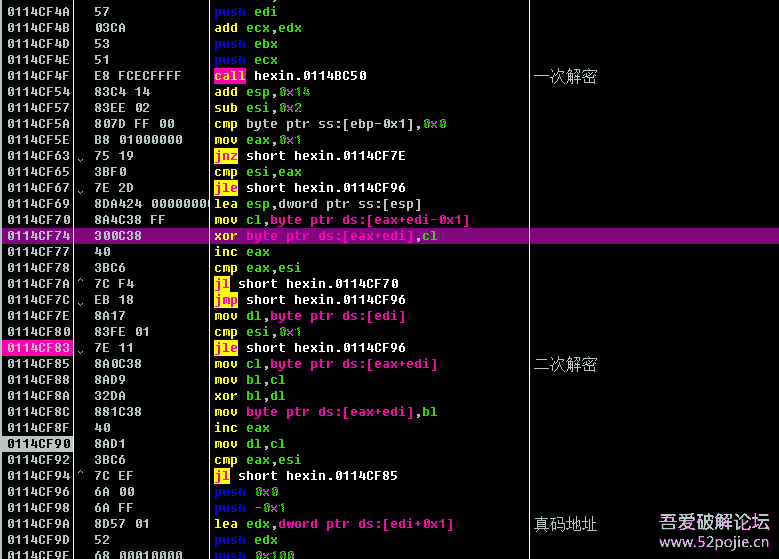 0114CF4A 57 push edi
0114CF4B 03CA add ecx,edx
0114CF4D 53 push ebx
0114CF4E 51 push ecx
0114CF4F E8 FCECFFFF call hexin.0114BC50 一次解密
0114CF54 83C4 14 add esp,0x14
0114CF57 83EE 02 sub esi,0x2
0114CF5A 807D FF 00 cmp byte ptr ss:[ebp-0x1],0x0
0114CF5E B8 01000000 mov eax,0x1
0114CF63 75 19 jnz short hexin.0114CF7E
0114CF65 3BF0 cmp esi,eax
0114CF67 7E 2D jle short hexin.0114CF96
0114CF69 8DA424 0000000 lea esp,dword ptr ss:[esp]
0114CF70 8A4C38 FF mov cl,byte ptr ds:[eax+edi-0x1]
0114CF74 300C38 xor byte ptr ds:[eax+edi],cl
0114CF77 40 inc eax
0114CF78 3BC6 cmp eax,esi
0114CF7A ^ 7C F4 jl short hexin.0114CF70
0114CF7C EB 18 jmp short hexin.0114CF96
0114CF7E 8A17 mov dl,byte ptr ds:[edi]
0114CF80 83FE 01 cmp esi,0x1
0114CF83 7E 11 jle short hexin.0114CF96
0114CF85 8A0C38 mov cl,byte ptr ds:[eax+edi] 二次解密
0114CF88 8AD9 mov bl,cl
0114CF8A 32DA xor bl,dl
0114CF8C 881C38 mov byte ptr ds:[eax+edi],bl
0114CF8F 40 inc eax
0114CF90 8AD1 mov dl,cl
0114CF92 3BC6 cmp eax,esi
0114CF94 ^ 7C EF jl short hexin.0114CF85
0114CF96 6A 00 push 0x0
0114CF98 6A FF push -0x1
0114CF9A 8D57 01 lea edx,dword ptr ds:[edi+0x1] 真码地址
0114CF9D 52 push edx
0114CF9E 68 00010000 push 0x100
吾爱破解论坛
www.52pojie.cn